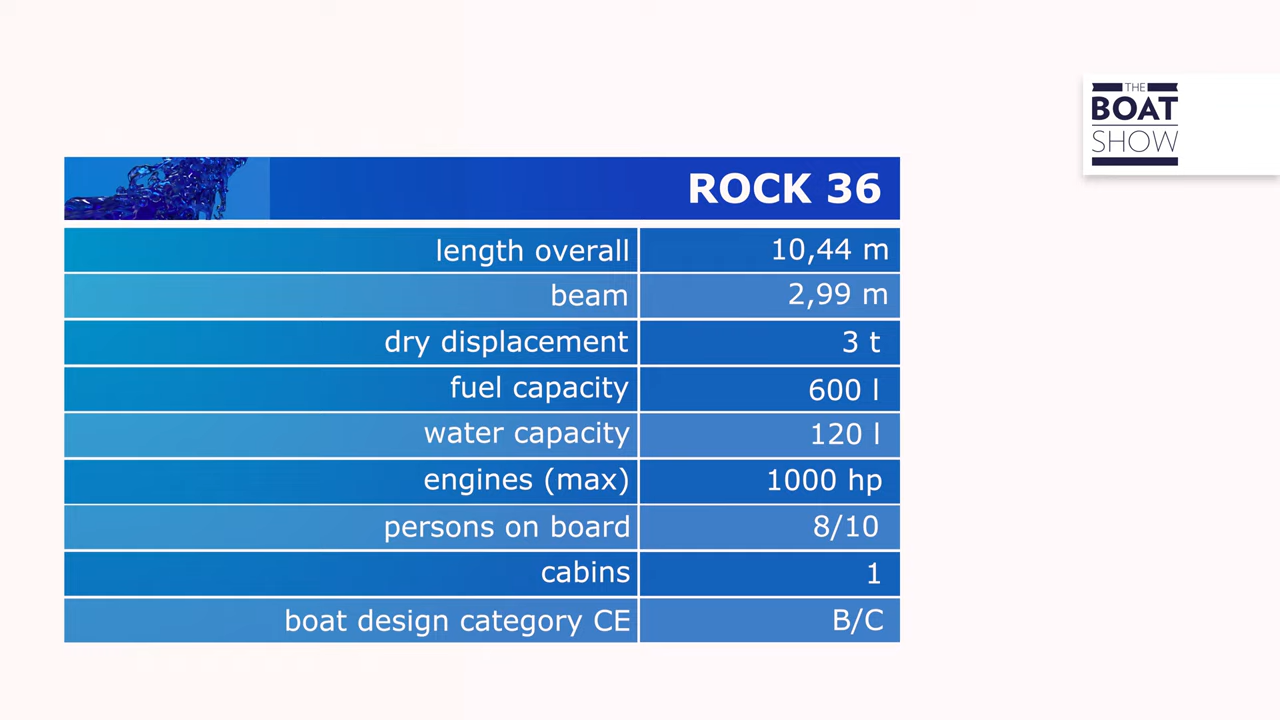 THE
BOAT
SHOW
ROCK 36
length overall 10,44 m
beam 2,99 m
dry displacement 3 t
fuel capacity 600 l
water capacity 120 l
engines (max) 1000 hp
persons on board 8/10
cabins 1
boat design category CE B/C